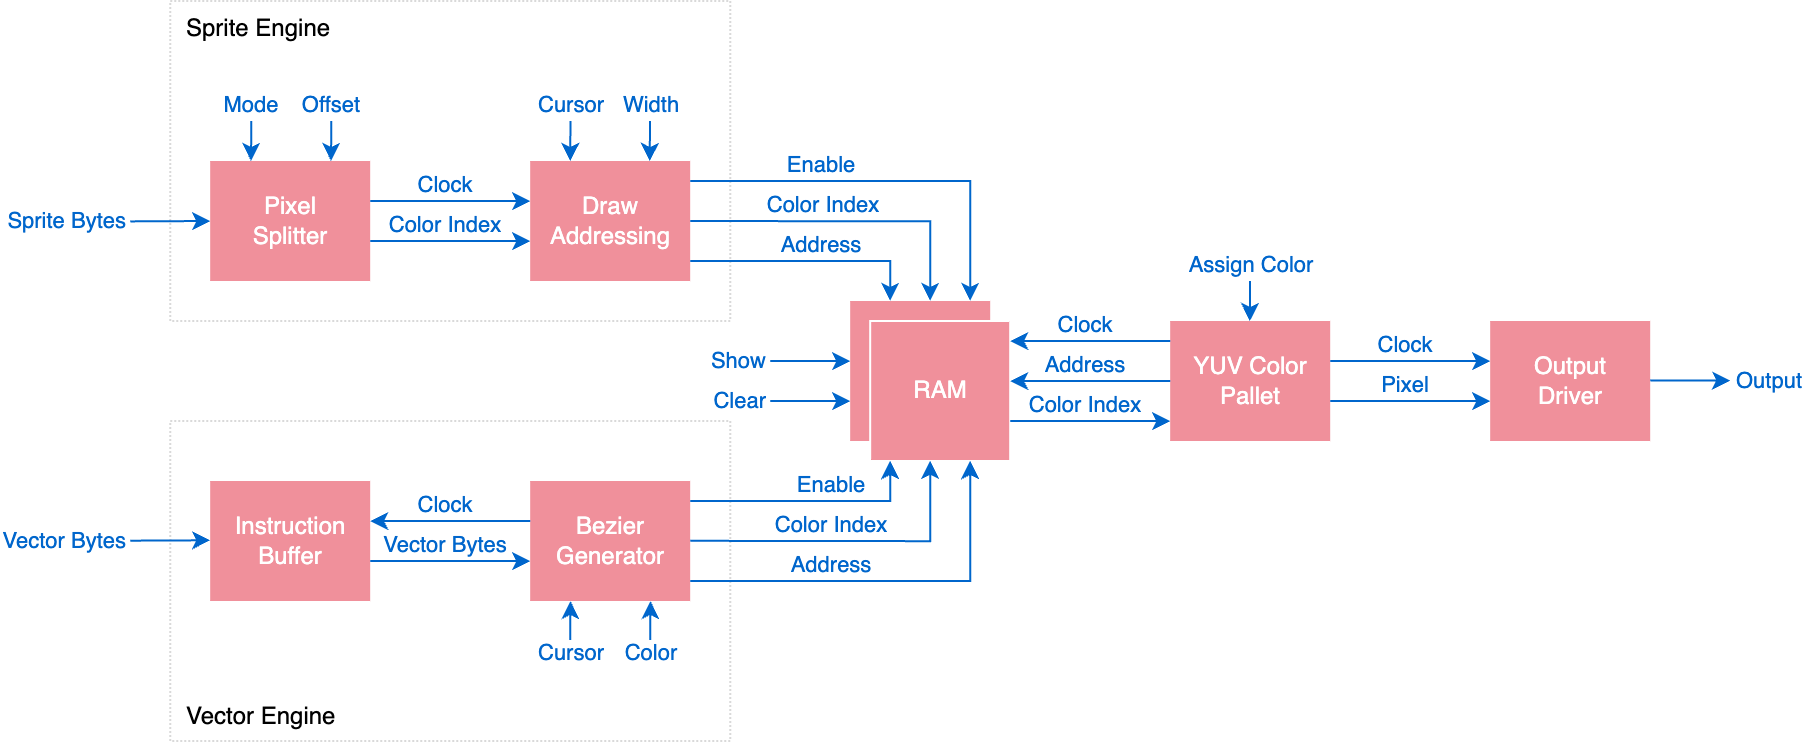 Sprite Engine
Mode
Offset
Cursor
Width
Sprite Bytes
Pixel
Splitter
Clock
Color Index
Draw
Addressing
Enable
Color Index
Address
Assign Color
Show
Clear
RAM
Clock
Address
Color Index
YUV Color
Pallet
Clock
Pixel
Output
Driver
Output
Vector Bytes
Instruction
Buffer
Clock
Vector Bytes
Bezier
Generator
Enable
Color Index
Address
Cursor
Color
Vector Engine